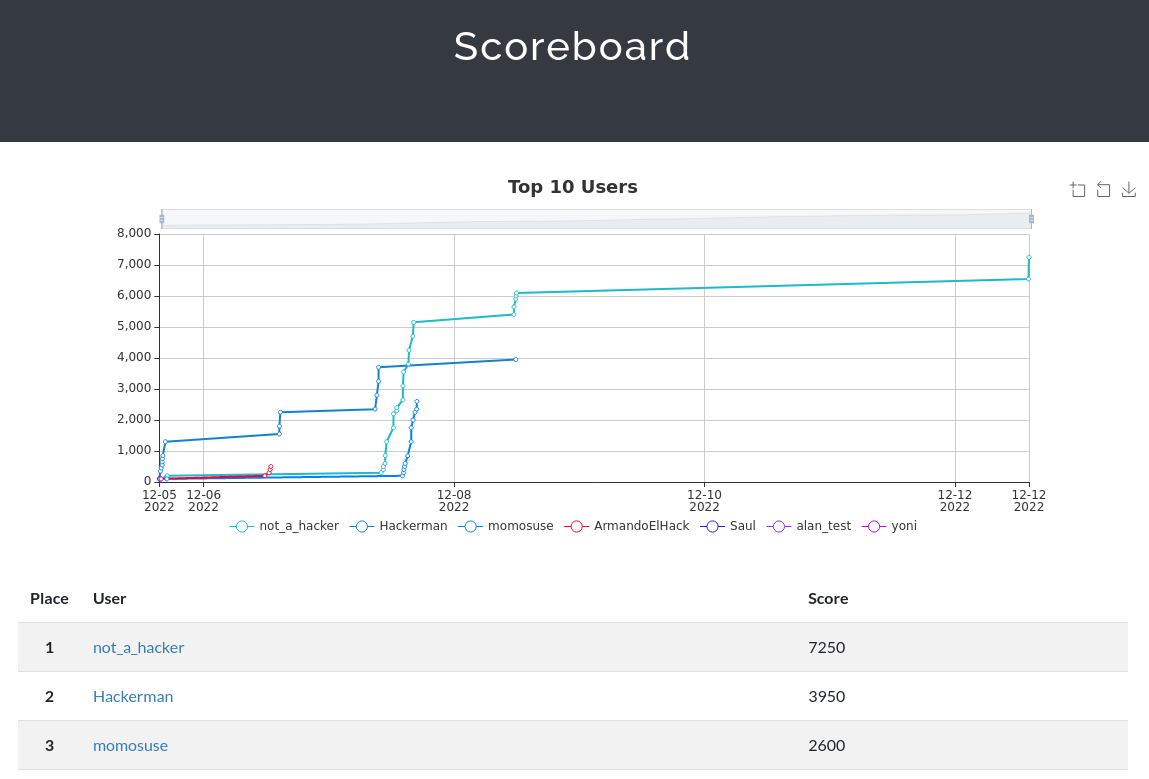 Scoreboard
Top 10 Users
8,000
7,000
6,000
5,000
4,000
3,000
2,000
1,000
0
12-05 12-06 12-08 12-10 12-12 12-12
2022 2022 2022 2022 2022 2022
not_a_hacker Hackerman momosuse ArmandoElHack Saul alan_test yoni
Place User Score
1 not_a_hacker 7250
2 Hackerman 3950
3 momosuse 2600